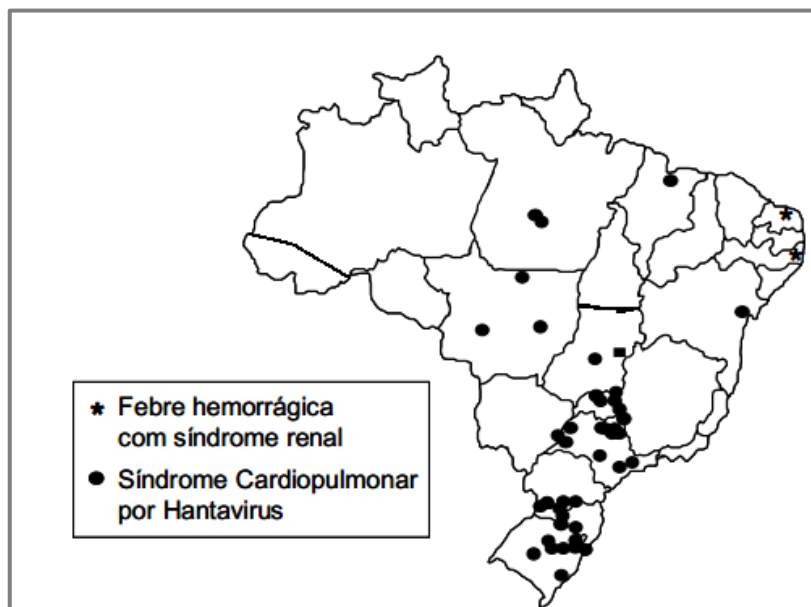 * Febre hemorrágica
com síndrome renal
● Síndrome Cardiopulmonar
por Hantavirus